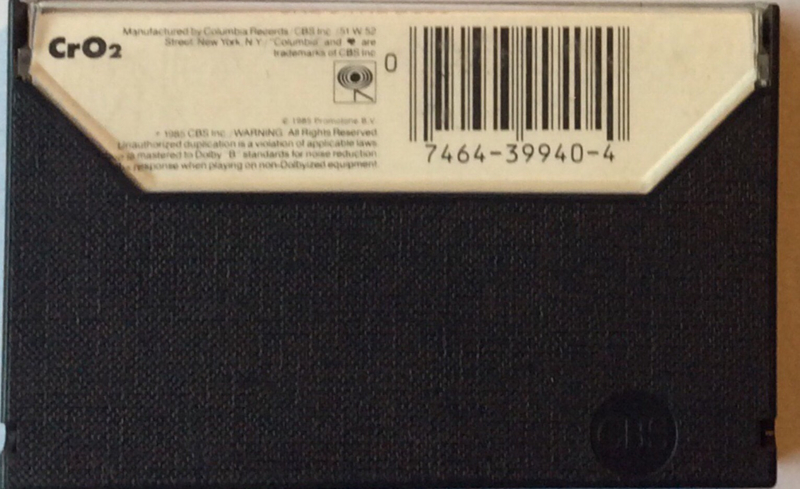 CrO2
Manufactured by Columbia Records/CBS Inc./51 W. 52
Street, New York, N.Y./"Columbia" and are
trademarks of CBS Inc.
0
7464-39940-4
© 1985 Promotone B.V.
1985 CBS Inc./WARNING: All Rights Reserved.
Unauthorized duplication is a violation of applicable laws.
is mastered to Dolby "B" standards for noise reduction
response when playing on non-Dolbyized equipment.
CBS